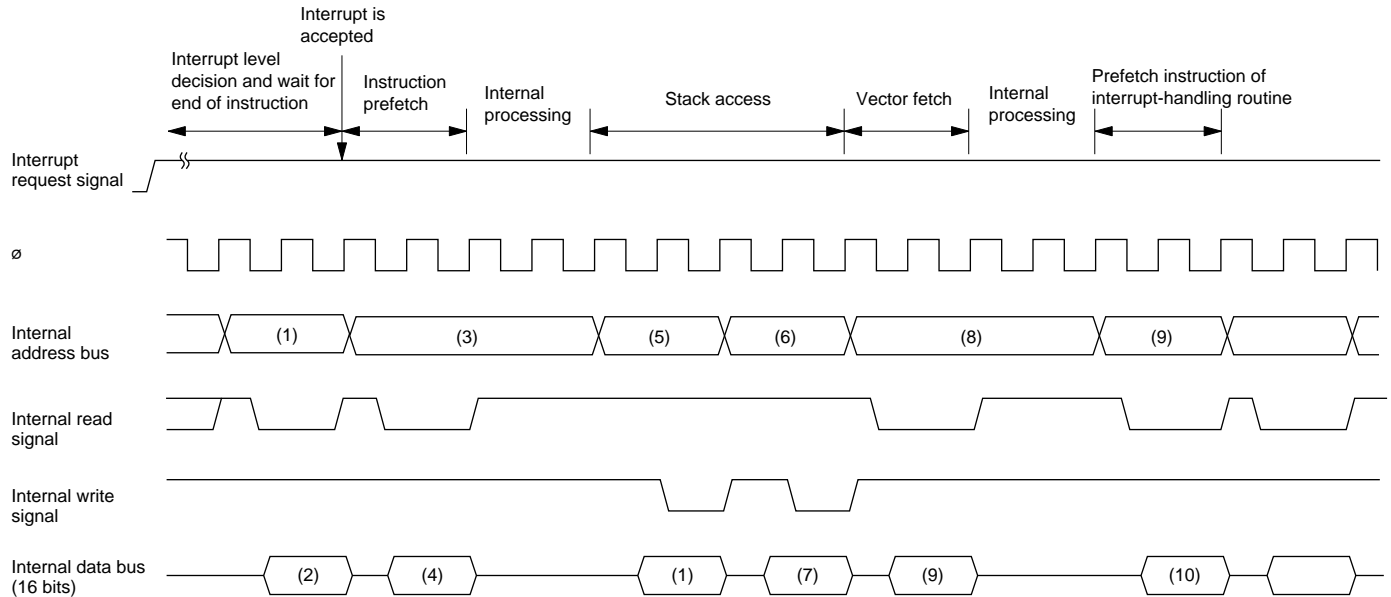 Interrupt is
accepted
Interrupt level
decision and wait for
end of instruction
Instruction
prefetch
Internal
processing
Stack access
Vector fetch
Internal
processing
Prefetch instruction of
interrupt-handling routine
Interrupt
request signal
ø
Internal
address bus
(1) (3) (5) (6) (8) (9)
Internal read
signal
Internal write
signal
Internal data bus
(16 bits)
(2) (4) (1) (7) (9) (10)